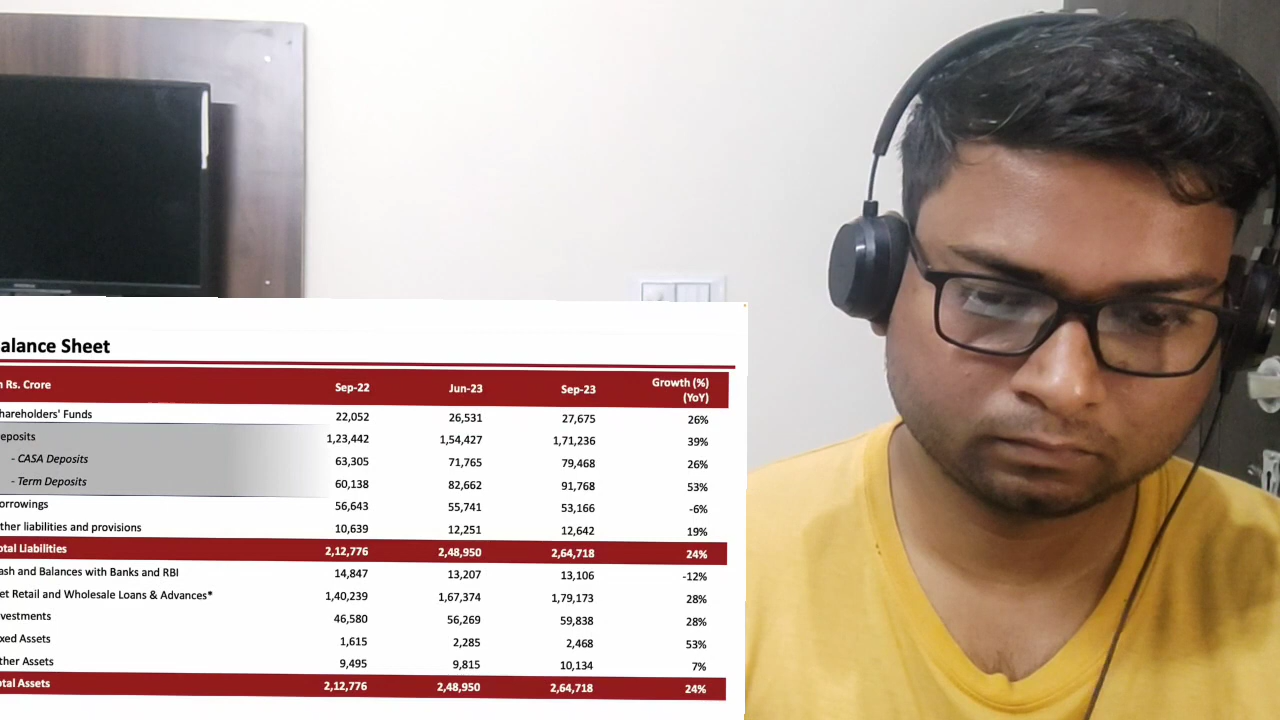 alance Sheet
n Rs. Crore Sep-22 Jun-23 Sep-23 Growth (%) (YoY)
hareholders' Funds 22,052 26,531 27,675 26%
eposits 1,23,442 1,54,427 1,71,236 39%
- CASA Deposits 63,305 71,765 79,468 26%
- Term Deposits 60,138 82,662 91,768 53%
orrowings 56,643 55,741 53,166 -6%
ther liabilities and provisions 10,639 12,251 12,642 19%
otal Liabilities 2,12,776 2,48,950 2,64,718 24%
ash and Balances with Banks and RBI 14,847 13,207 13,106 -12%
et Retail and Wholesale Loans & Advances* 1,40,239 1,67,374 1,79,173 28%
vestments 46,580 56,269 59,838 28%
xed Assets 1,615 2,285 2,468 53%
ther Assets 9,495 9,815 10,134 7%
otal Assets 2,12,776 2,48,950 2,64,718 24%